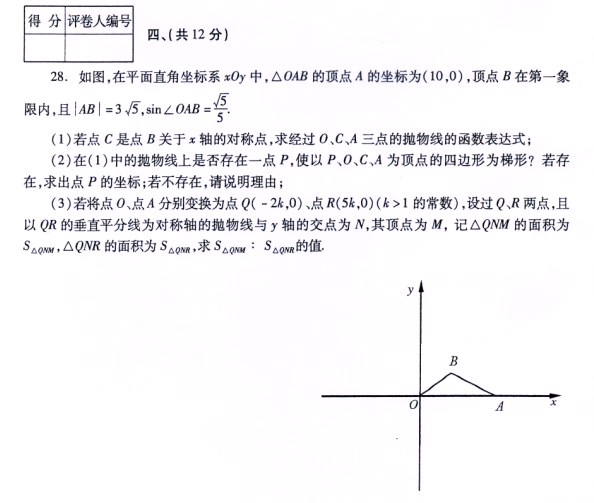 得 分 评卷人编号
四、(共 12 分)
28. 如图,在平面直角坐标系 xOy 中,△OAB 的顶点 A 的坐标为(10,0),顶点 B 在第一象
限内,且|AB|=3√5,sin∠OAB=√5/5.
(1)若点 C 是点 B 关于 x 轴的对称点,求经过 O、C、A 三点的抛物线的函数表达式;
(2)在(1)中的抛物线上是否存在一点 P,使以 P、O、C、A 为顶点的四边形为梯形?若存
在,求出点 P 的坐标;若不存在,请说明理由;
(3)若将点 O、点 A 分别变换为点 Q(-2k,0)、点 R(5k,0)(k>1 的常数),设过 Q、R 两点,且
以 QR 的垂直平分线为对称轴的抛物线与 y 轴的交点为 N,其顶点为 M,记△QNM 的面积为
S△QNM,△QNR 的面积为 S△QNR,求 S△QNM : S△QNR的值.
y
B
O
A
x